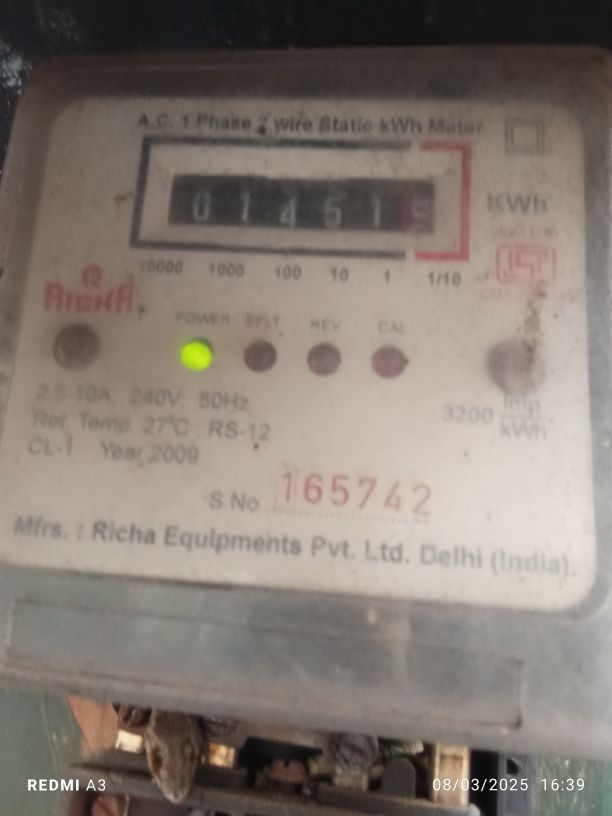 A.C. 1 Phase 2 wire Static kWh Meter
0 1 4 5 1
KWh
10000 1000 100 10 1 1/10
RICHA
POWER EFLT REV CAL
2.5-10A 240V: 50Hz
3200 Imp/kWh
Ref. Temp. 27°C RS-12
CL-1 Year 2009
S.No 165742
Mfrs. : Richa Equipments Pvt. Ltd. Delhi (India).
REDMI A3
08/03/2025 16:39